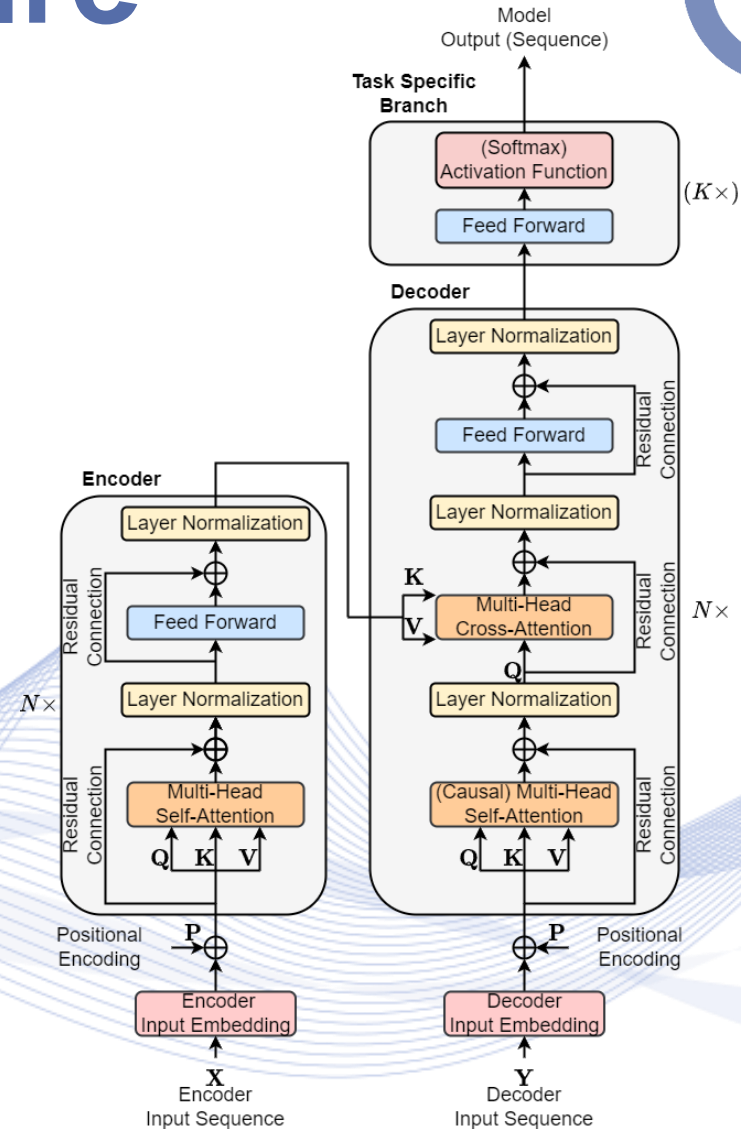 Model
Output (Sequence)
Task Specific
Branch
(Softmax)
Activation Function
(K×)
Feed Forward
Decoder
Layer Normalization
Residual
Connection
Feed Forward
Layer Normalization
K
V
Multi-Head
Cross-Attention
Residual
Connection
N×
Q
Layer Normalization
(Causal) Multi-Head
Self-Attention
Residual
Connection
Q K V
P
Positional
Encoding
Decoder
Input Embedding
Y
Decoder
Input Sequence
Encoder
Layer Normalization
Residual
Connection
Feed Forward
N×
Layer Normalization
Residual
Connection
Multi-Head
Self-Attention
Q K V
Positional
Encoding
P
Encoder
Input Embedding
X
Encoder
Input Sequence